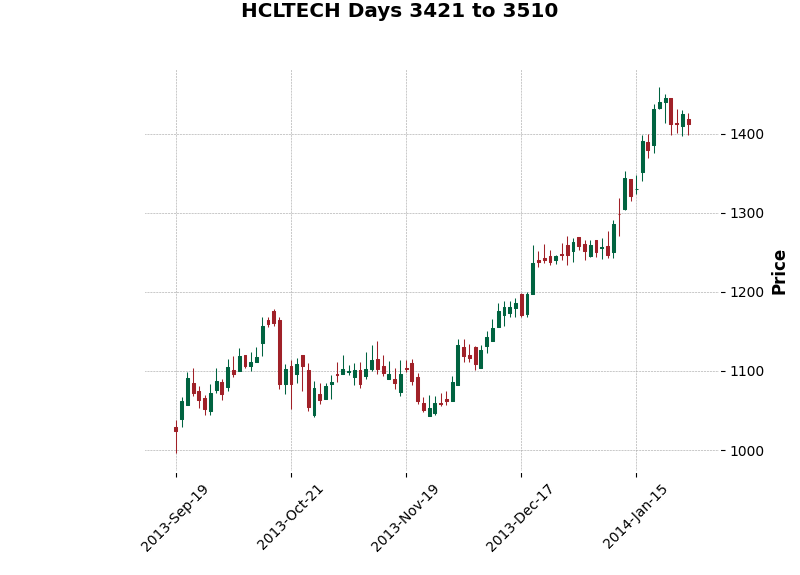 HCLTECH Days 3421 to 3510
1400
1300
1200
1100
1000
Price
2013-Sep-19
2013-Oct-21
2013-Nov-19
2013-Dec-17
2014-Jan-15